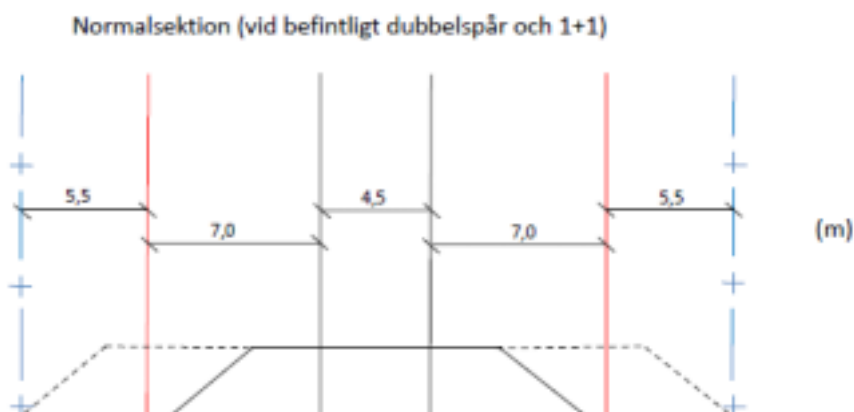 Normalsektion (vid befintligt dubbelspår och 1+1)
5,5 4,5 5,5
7,0 7,0 (m)